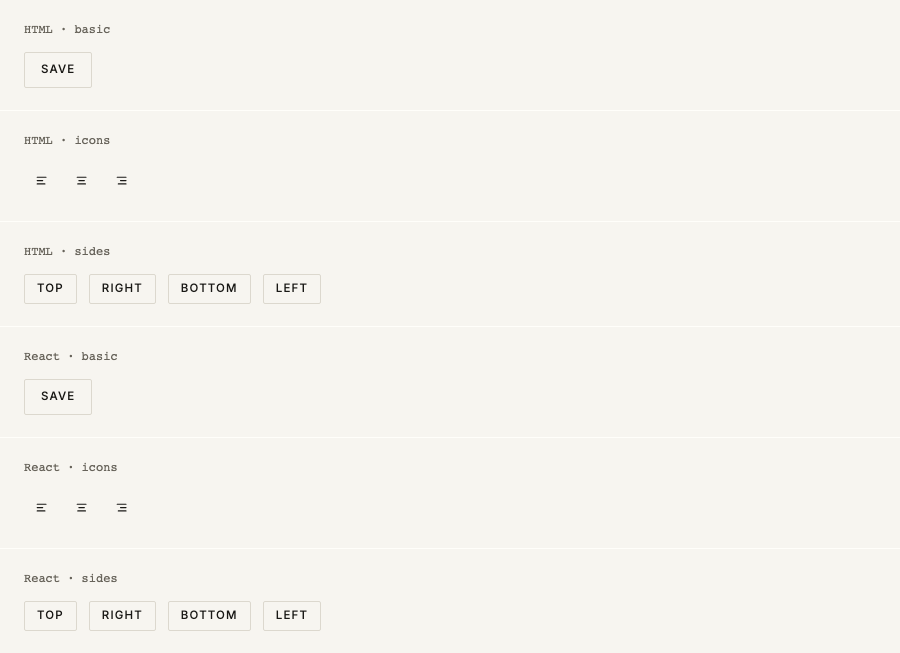 HTML · basic
SAVE
HTML · icons
HTML · sides
TOP RIGHT BOTTOM LEFT
React · basic
SAVE
React · icons
React · sides
TOP RIGHT BOTTOM LEFT